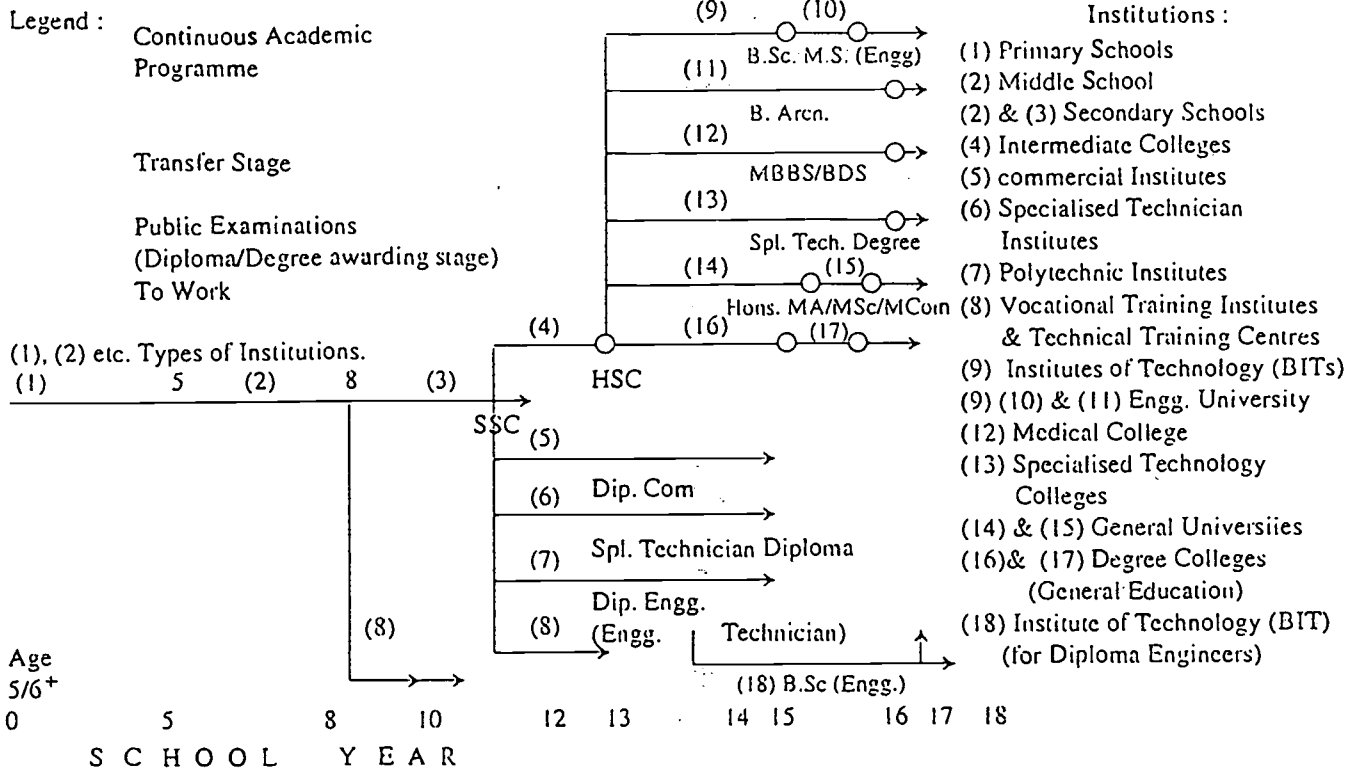 Legend :
Continuous Academic
Programme
Transfer Stage
Public Examinations
(Diploma/Degree awarding stage)
To Work
(1), (2) etc. Types of Institutions.
(1) 5 (2) 8 (3)
SSC
(4)
HSC
(9) (10)
B.Sc. M.S. (Engg)
(11)
B. Arcn.
(12)
MBBS/BDS
(13)
Spl. Tech. Degree
(14) (15)
Hons. MA/MSc/MCom
(16) (17)
(5)
Dip. Com
(6)
Spl. Technician Diploma
(7)
Dip. Engg.
(Engg. Technician)
(8)
(8)
(18) B.Sc (Engg.)
Age
5/6+
0 5 8 10 12 13 14 15 16 17 18
SCHOOL YEAR
Institutions :
(1) Primary Schools
(2) Middle School
(2) & (3) Secondary Schools
(4) Intermediate Colleges
(5) commercial Institutes
(6) Specialised Technician
Institutes
(7) Polytechnic Institutes
(8) Vocational Training Institutes
& Technical Training Centres
(9) Institutes of Technology (BITs)
(9) (10) & (11) Engg. University
(12) Medical College
(13) Specialised Technology
Colleges
(14) & (15) General Universiies
(16)& (17) Degree Colleges
(General Education)
(18) Institute of Technology (BIT)
(for Diploma Engineers)